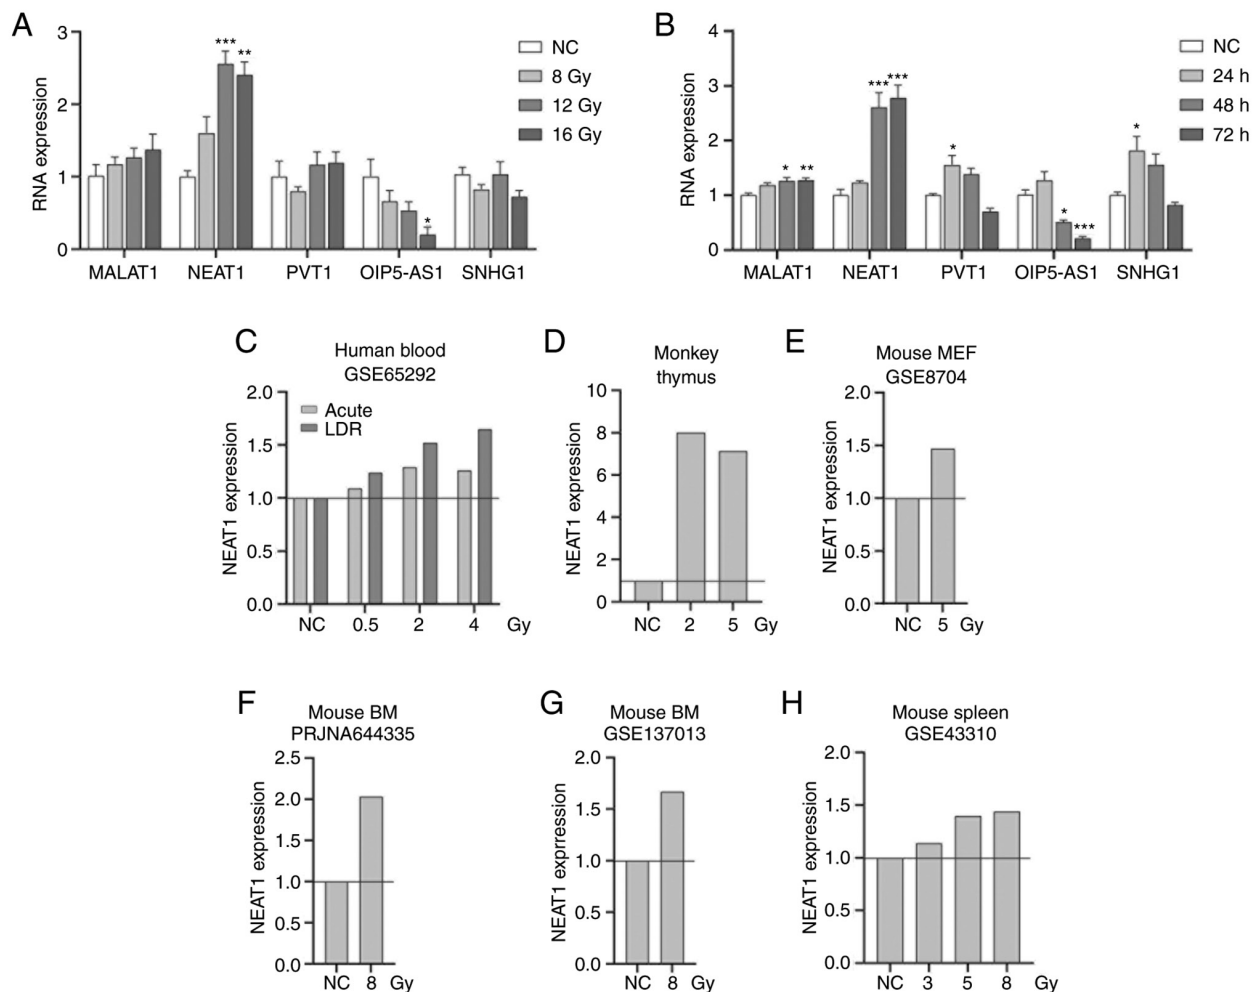 A
RNA expression
3
2
1
0
***
**
*
NC
8 Gy
12 Gy
16 Gy
MALAT1 NEAT1 PVT1 OIP5-AS1 SNHG1
B
RNA expression
4
3
2
1
0
* **
*** ***
*
* ***
*
NC
24 h
48 h
72 h
MALAT1 NEAT1 PVT1 OIP5-AS1 SNHG1
C
Human blood
GSE65292
NEAT1 expression
2.0
1.5
1.0
0.5
0.0
Acute
LDR
NC 0.5 2 4 Gy
D
Monkey
thymus
NEAT1 expression
10
8
6
4
2
0
NC 2 5 Gy
E
Mouse MEF
GSE8704
NEAT1 expression
2.0
1.5
1.0
0.5
0.0
NC 5 Gy
F
Mouse BM
PRJNA644335
NEAT1 exprression
2.5
2.0
1.5
1.0
0.5
0.0
NC 8 Gy
G
Mouse BM
GSE137013
NEAT1 exprression
2.0
1.5
1.0
0.5
0.0
NC 8 Gy
H
Mouse spleen
GSE43310
NEAT1 exprression
2.0
1.5
1.0
0.5
0.0
NC 3 5 8 Gy